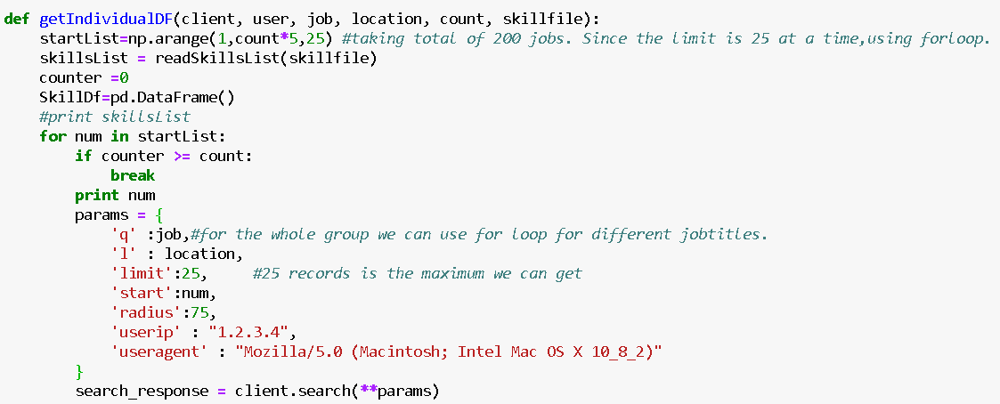 def getIndividualDF(client, user, job, location, count, skillfile):
    startList=np.arange(1,count*5,25) #taking total of 200 jobs. Since the limit is 25 at a time,using forloop.
    skillsList = readSkillsList(skillfile)
    counter =0
    SkillDf=pd.DataFrame()
    #print skillsList
    for num in startList:
        if counter >= count:
            break
        print num
        params = {
            'q' :job,#for the whole group we can use for loop for different jobtitles.
            'l' : location,
            'limit':25,     #25 records is the maximum we can get
            'start':num,
            'radius':75,
            'userip' : "1.2.3.4",
            'useragent' : "Mozilla/5.0 (Macintosh; Intel Mac OS X 10_8_2)"
        }
        search_response = client.search(**params)